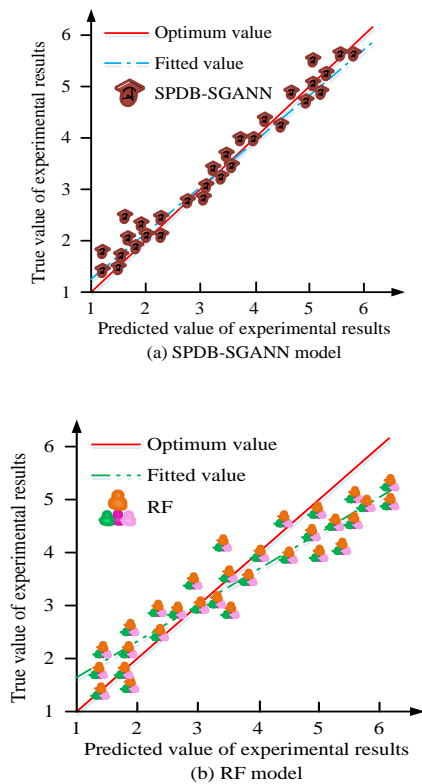 6
5
4
3
2
1
True value of experimental results
Optimum value
Fitted value
SPDB-SGANN
1 2 3 4 5 6
Predicted value of experimental results
(a) SPDB-SGANN model
6
5
4
3
2
1
True value of experimental results
Optimum value
Fitted value
RF
1 2 3 4 5 6
Predicted value of experimental results
(b) RF model